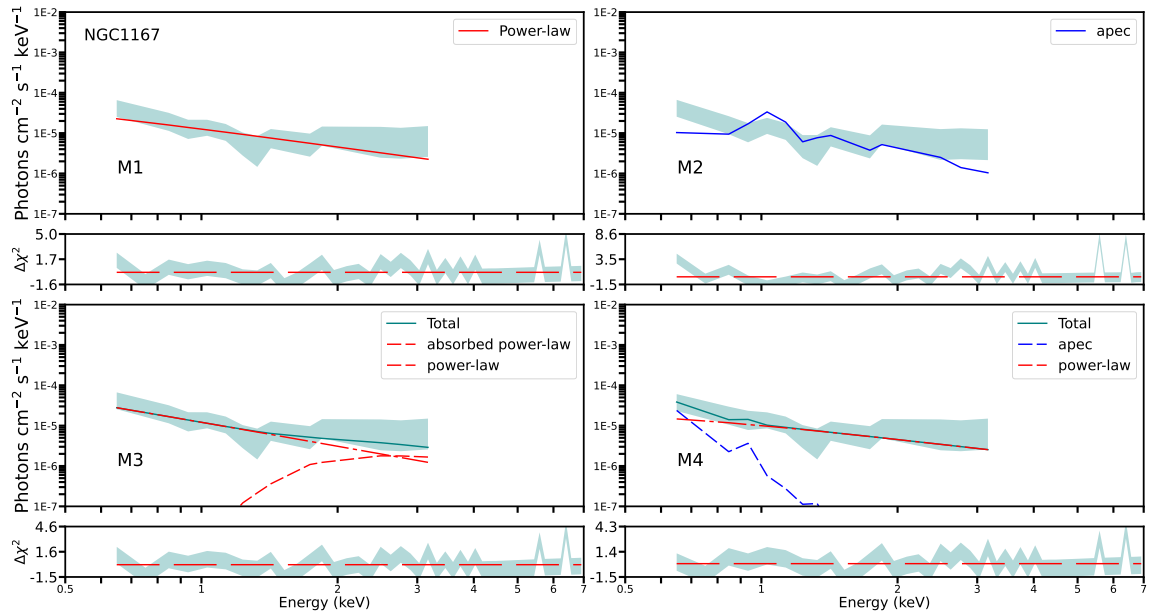 Photons cm⁻² s⁻¹ keV⁻¹
1E-2
1E-3
1E-4
1E-5
1E-6
1E-7
NGC1167
Power-law
M1
1E-2
1E-3
1E-4
1E-5
1E-6
1E-7
apec
M2
Δχ²
5.0
1.7
-1.6
8.6
3.5
-1.5
Photons cm⁻² s⁻¹ keV⁻¹
1E-2
1E-3
1E-4
1E-5
1E-6
1E-7
Total
absorbed power-law
power-law
M3
1E-2
1E-3
1E-4
1E-5
1E-6
1E-7
Total
apec
power-law
M4
Δχ²
4.6
1.6
-1.5
4.3
1.4
-1.5
0.5 1 2 3 4 5 6 7
Energy (keV)
1 2 3 4 5 6 7
Energy (keV)